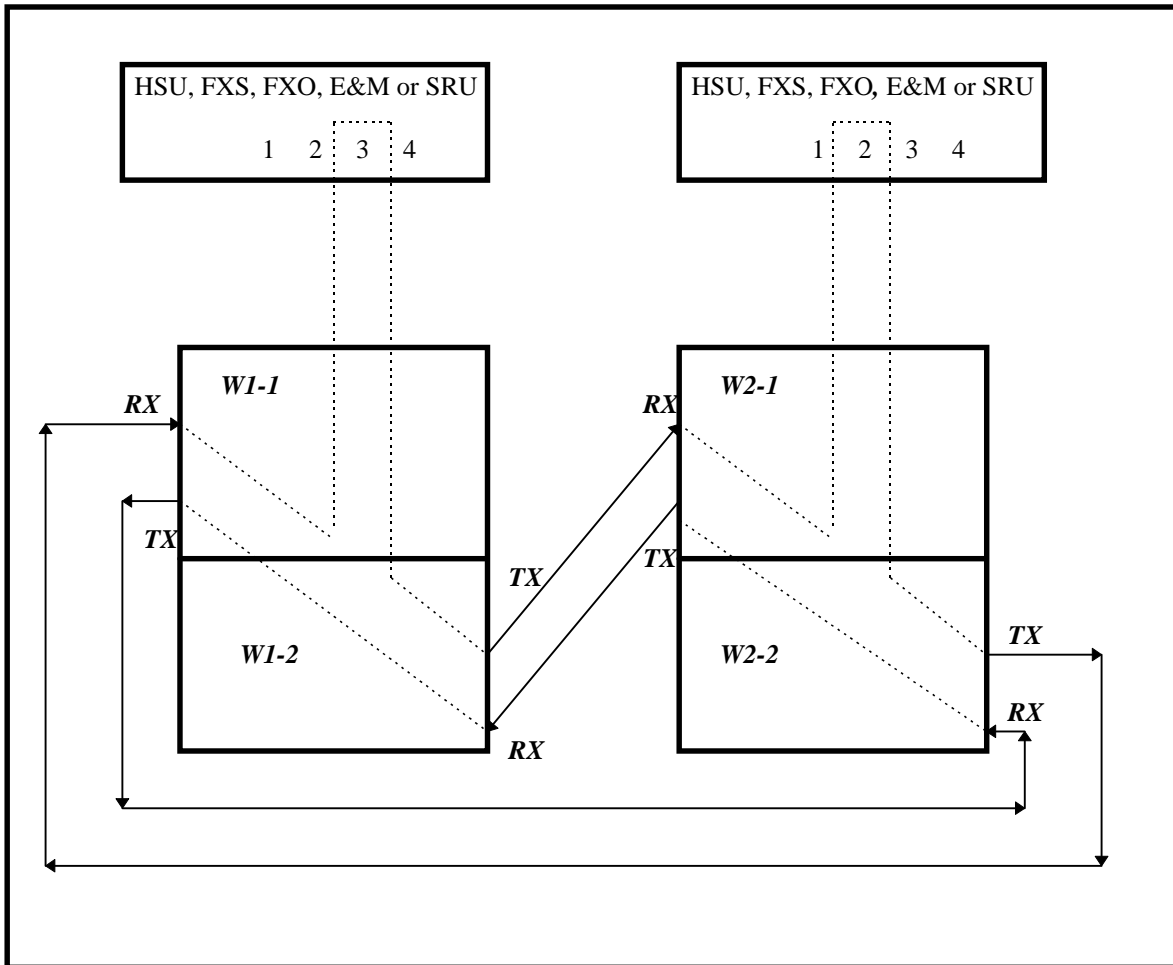 HSU, FXS, FXO, E&M or SRU
1 2 3 4
HSU, FXS, FXO, E&M or SRU
1 2 3 4
W1-1
RX
TX
W1-2
TX
RX
W2-1
RX
TX
W2-2
TX
RX